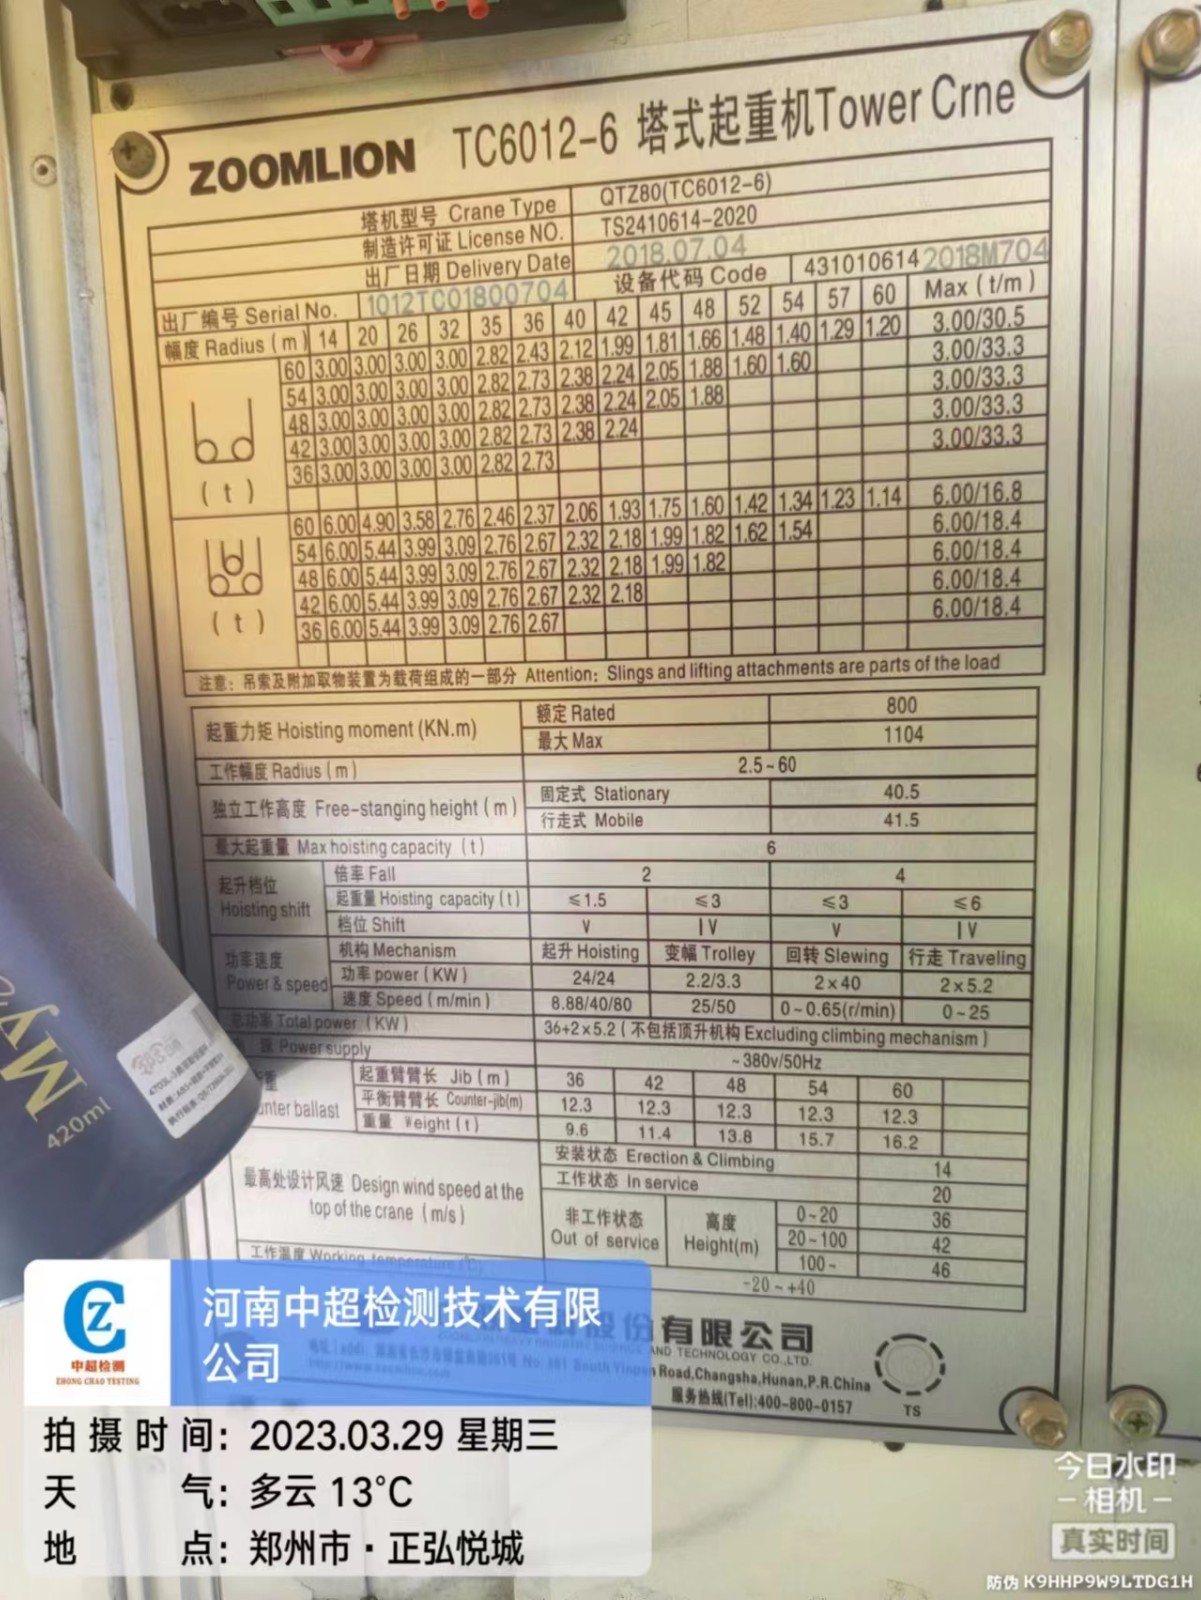 ZOOMLION TC6012-6 塔式起重机Tower Crne
塔机型号 Crane Type QTZ80(TC6012-6)
制造许可证 License NO. TS2410614-2020
出厂日期 Delivery Date 2018.07.04
出厂编号 Serial No. 1012TC01800704 设备代码 Code 431010614 2018M704
幅度 Radius (m) 14 20 26 32 35 36 40 42 45 48 52 54 57 60 Max (t/m)
60 3.00 3.00 3.00 3.00 2.82 2.43 2.12 1.99 1.81 1.66 1.48 1.40 1.29 1.20 3.00/30.5
54 3.00 3.00 3.00 3.00 2.82 2.73 2.38 2.24 2.05 1.88 1.60 1.60 3.00/33.3
48 3.00 3.00 3.00 3.00 2.82 2.73 2.38 2.24 2.05 1.88 3.00/33.3
42 3.00 3.00 3.00 3.00 2.82 2.73 2.38 2.24 3.00/33.3
36 3.00 3.00 3.00 3.00 2.82 2.73 3.00/33.3
(t)
60 6.00 4.90 3.58 2.76 2.46 2.37 2.06 1.93 1.75 1.60 1.42 1.34 1.23 1.14 6.00/16.8
54 6.00 5.44 3.99 3.09 2.76 2.67 2.32 2.18 1.99 1.82 1.62 1.54 6.00/18.4
48 6.00 5.44 3.99 3.09 2.76 2.67 2.32 2.18 1.99 1.82 6.00/18.4
42 6.00 5.44 3.99 3.09 2.76 2.67 2.32 2.18 6.00/18.4
36 6.00 5.44 3.99 3.09 2.76 2.67 6.00/18.4
(t)
注意：吊索及附加取物装置为载荷组成的一部分 Attention: Slings and lifting attachments are parts of the load
起重力矩 Hoisting moment (KN.m) 额定 Rated 800
最大 Max 1104
工作幅度 Radius (m) 2.5~60
独立工作高度 Free-stanging height (m) 固定式 Stationary 40.5
行走式 Mobile 41.5
最大起重量 Max hoisting capacity (t) 6
起升档位 Hoisting shift 倍率 Fall 2 4
起重量 Hoisting capacity (t) ≤1.5 ≤3 ≤3 ≤6
档位 Shift V IV V IV
功率速度 Power & speed 机构 Mechanism 起升 Hoisting 变幅 Trolley 回转 Slewing 行走 Traveling
功率 power (KW) 24/24 2.2/3.3 2×40 2×5.2
速度 Speed (m/min) 8.88/40/80 25/50 0~0.65(r/min) 0~25
总功率 Total power (KW) 36+2×5.2 (不包括顶升机构 Excluding climbing mechanism)
源 Power supply ~380v/50Hz
重 起重臂臂长 Jib (m) 36 42 48 54 60
unter ballast 平衡臂臂长 Counter-jib(m) 12.3 12.3 12.3 12.3 12.3
重量 Weight (t) 9.6 11.4 13.8 15.7 16.2
最高处设计风速 Design wind speed at the top of the crane (m/s) 安装状态 Erection & Climbing 14
工作状态 In service 20
非工作状态 Out of service 高度 Height(m) 0~20 36
20~100 42
100~ 46
工作温度 Working temperature (℃) -20~+40
股份有限公司
AND TECHNOLOGY CO.,LTD.
Road,Changsha,Hunan,P.R.China
服务热线(Tel):400-800-0157
TS
420ml
中超检测
ZHONG CHAO TESTING
河南中超检测技术有限
公司
拍摄时间：2023.03.29 星期三
天气：多云 13°C
地点：郑州市·正弘悦城
今日水印
-相机-
真实时间
防伪 K9HHP9W9LTDG1H